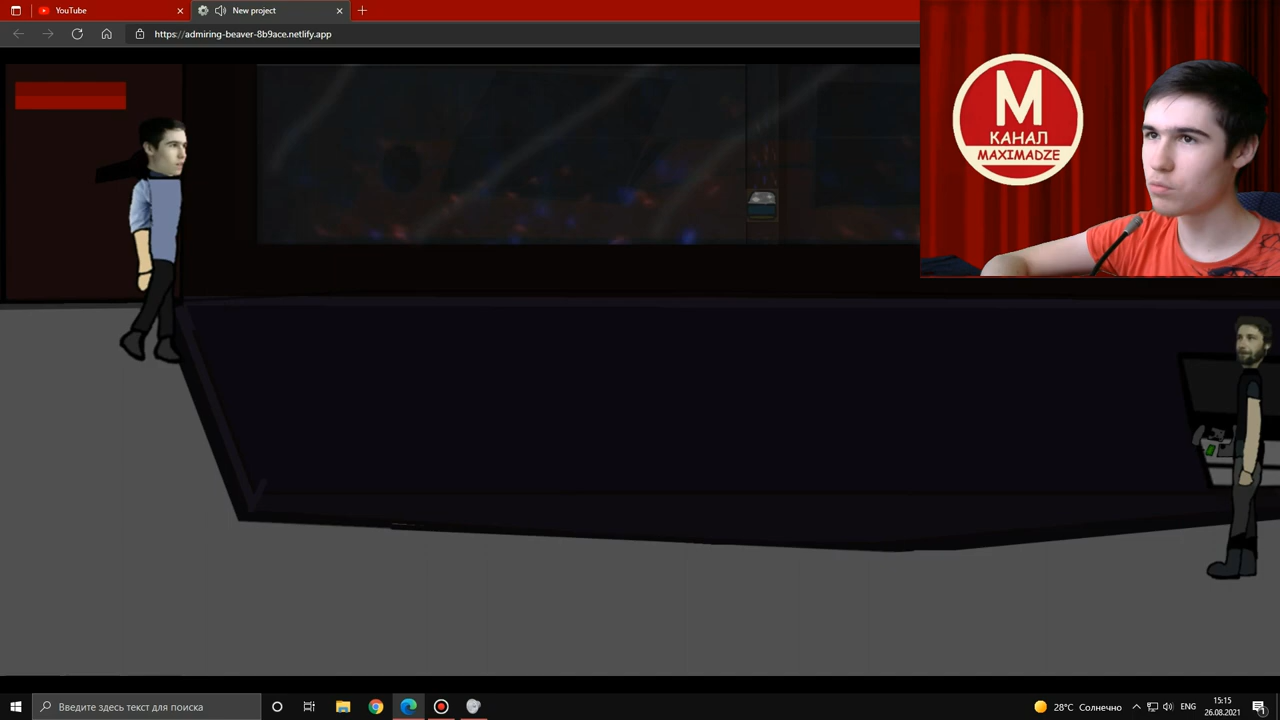 YouTube
New project
https://admiring-beaver-8b9ace.netlify.app
М
КАНАЛ
MAXIMADZE
Введите здесь текст для поиска
28°C Солнечно
ENG
15:15
26.08.2021
1